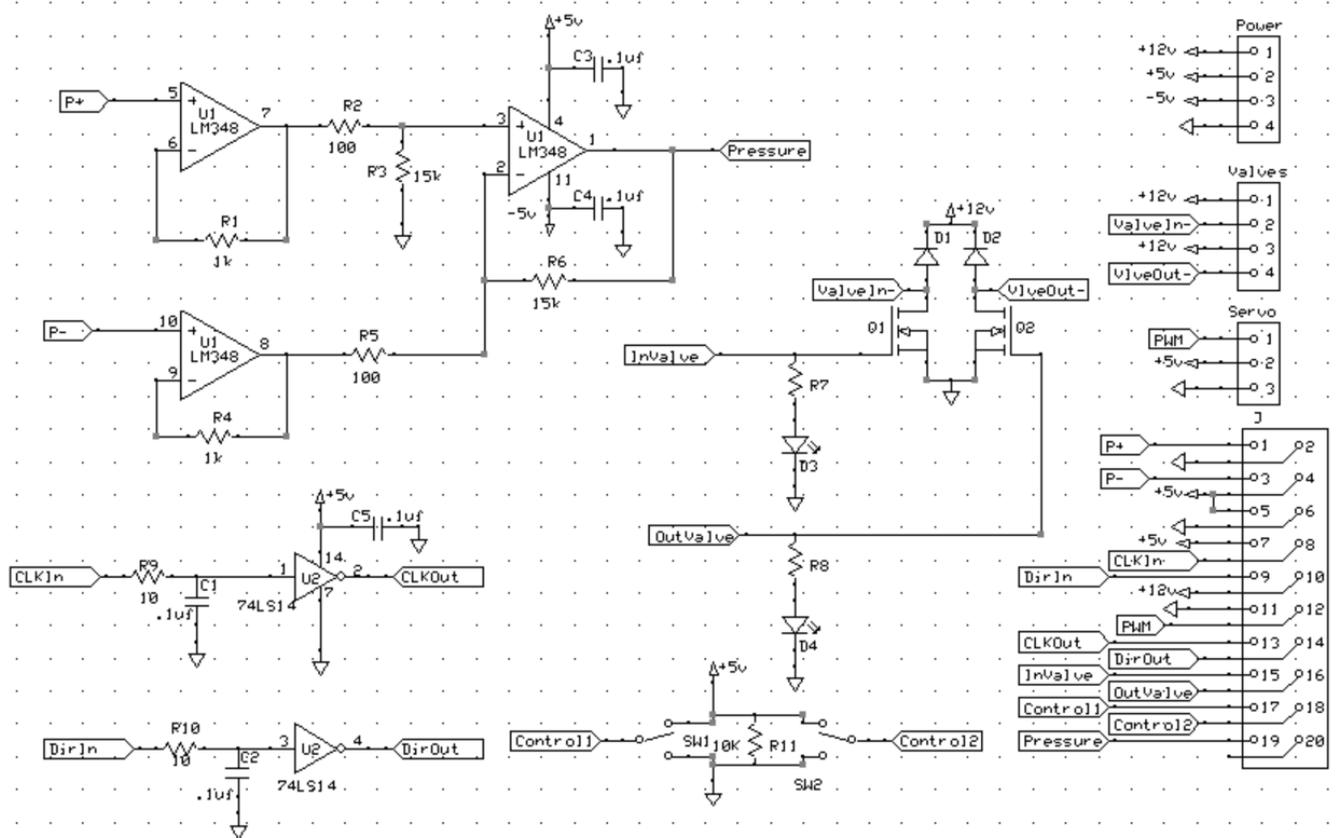 +5v
C3 .1uf
P+
5
+
U1
LM348
7
6
-
R2
100
R3
15k
R1
1k
3
+
U1
LM348
4
1
2
-
11
Pressure
C4 .1uf
-5v
R6
15k
P-
10
+
U1
LM348
8
9
-
R5
100
R4
1k
+12v
D1
D2
ValveIn-
VlveOut-
Q1
Q2
InValve
R7
D3
OutValve
R8
D4
+5v
C5 .1uf
CLKIn
R9
10
C1
.1uf
1
U2
14
2
7
74LS14
CLKOut
DirIn
R10
10
C2
.1uf
3
U2
4
74LS14
DirOut
+5v
Control1
SW1
10K
R11
SW2
Control2
Power
+12v 1
+5v 2
-5v 3
4
Valves
+12v 1
ValveIn- 2
+12v 3
VlveOut- 4
Servo
PWM 1
+5v 2
3
J
P+ 1
2
P- 3
+5v 4
5
6
+5v 7
CLKIn 8
DirIn 9
+12v 10
11
PWM 12
CLKOut 13
DirOut 14
InValve 15
OutValve 16
Control1 17
Control2 18
Pressure 19
20